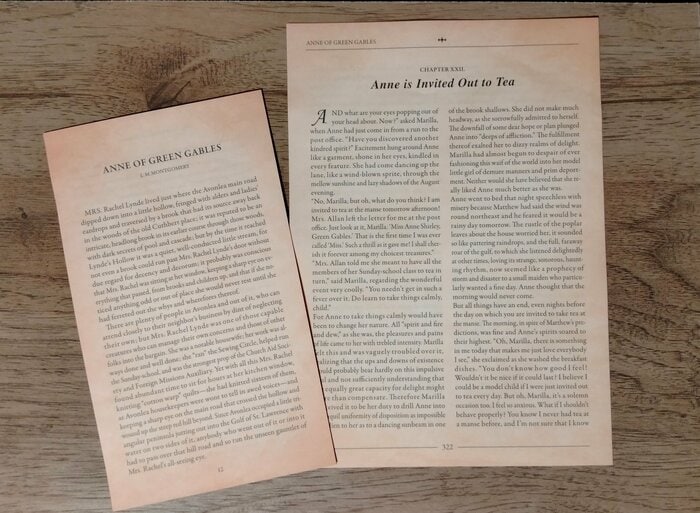 ANNE OF GREEN GABLES
L. M. MONTGOMERY
MRS. Rachel Lynde lived just where the Avonlea main road
dipped down into a little hollow, fringed with alders and ladies'
eardrops and traversed by a brook that had its source away back
in the woods of the old Cuthbert place; it was reputed to be an
intricate, headlong brook in its earlier course through those woods,
with dark secrets of pool and cascade; but by the time it reached
Lynde's Hollow it was a quiet, well-conducted little stream, for
not even a brook could run past Mrs. Rachel Lynde's door without
due regard for decency and decorum; it probably was conscious
that Mrs. Rachel was sitting at her window, keeping a sharp eye on ev-
erything that passed, from brooks and children up, and that if she no-
ticed anything odd or out of place she would never rest until she
had ferreted out the whys and wherefores thereof.
There are plenty of people in Avonlea and out of it, who can
attend closely to their neighbor's business by dint of neglecting
their own; but Mrs. Rachel Lynde was one of those capable
creatures who can manage their own concerns and those of other
folks into the bargain. She was a notable housewife; her work was al-
ways done and well done; she "ran" the Sewing Circle, helped run
the Sunday-school, and was the strongest prop of the Church Aid Soci-
ety and Foreign Missions Auxiliary. Yet with all this Mrs. Rachel
found abundant time to sit for hours at her kitchen window,
knitting "cotton warp" quilts—she had knitted sixteen of them,
as Avonlea housekeepers were wont to tell in awed voices—and
keeping a sharp eye on the main road that crossed the hollow and
wound up the steep red hill beyond. Since Avonlea occupied a little tri-
angular peninsula jutting out into the Gulf of St. Lawrence with
water on two sides of it, anybody who went out of it or into it
had to pass over that hill road and so run the unseen gauntlet of
Mrs. Rachel's all-seeing eye.
12
ANNE OF GREEN GABLES
CHAPTER XXII.
Anne is Invited Out to Tea
AND what are your eyes popping out of
your head about. Now?" asked Marilla,
when Anne had just come in from a run to the
post office. "Have you discovered another
kindred spirit?" Excitement hung around Anne
like a garment, shone in her eyes, kindled in
every feature. She had come dancing up the
lane, like a wind-blown sprite, through the
mellow sunshine and lazy shadows of the August
evening.
"No, Marilla, but oh, what do you think? I am
invited to tea at the manse tomorrow afternoon!
Mrs. Allan left the letter for me at the post
office. Just look at it, Marilla. 'Miss Anne Shirley,
Green Gables.' That is the first time I was ever
called 'Miss.' Such a thrill as it gave me! I shall cher-
ish it forever among my choicest treasures."
"Mrs. Allan told me she meant to have all the
members of her Sunday-school class to tea in
turn," said Marilla, regarding the wonderful
event very coolly. "You needn't get in such a
fever over it. Do learn to take things calmly,
child."
For Anne to take things calmly would have
been to change her nature. All "spirit and fire
and dew," as she was, the pleasures and pains
of life came to her with trebled intensity. Marilla
felt this and was vaguely troubled over it,
realizing that the ups and downs of existence
would probably bear hardly on this impulsive
soul and not sufficiently understanding that
equally great capacity for delight might
more than compensate. Therefore Marilla
conceived it to be her duty to drill Anne into
tranquil uniformity of disposition as impossible
alien to her as to a dancing sunbeam in one
of the brook shallows. She did not make much
headway, as she sorrowfully admitted to herself.
The downfall of some dear hope or plan plunged
Anne into "deeps of affliction." The fulfillment
thereof exalted her to dizzy realms of delight.
Marilla had almost begun to despair of ever
fashioning this waif of the world into her model
little girl of demure manners and prim deport-
ment. Neither would she have believed that she re-
ally liked Anne much better as she was.
Anne went to bed that night speechless with
misery because Matthew had said the wind was
round northeast and he feared it would be a
rainy day tomorrow. The rustle of the poplar
leaves about the house worried her, it sounded
so like pattering raindrops, and the full, faraway
roar of the gulf, to which she listened delightedly
at other times, loving its strange, sonorous, haunt-
ing rhythm, now seemed like a prophecy of
storm and disaster to a small maiden who particu-
larly wanted a fine day. Anne thought that the
morning would never come.
But all things have an end, even nights before
the day on which you are invited to take tea at
the manse. The morning, in spite of Matthew's pre-
dictions, was fine and Anne's spirits soared to
their highest. "Oh, Marilla, there is something
in me today that makes me just love everybody
I see," she exclaimed as she washed the breakfast
dishes. "You don't know how good I feel!
Wouldn't it be nice if it could last? I believe I
could be a model child if I were just invited out
to tea every day. But oh, Marilla, it's a solemn
occasion too. I feel so anxious. What if I shouldn't
behave properly? You know I never had tea at
a manse before, and I'm not sure that I know
322